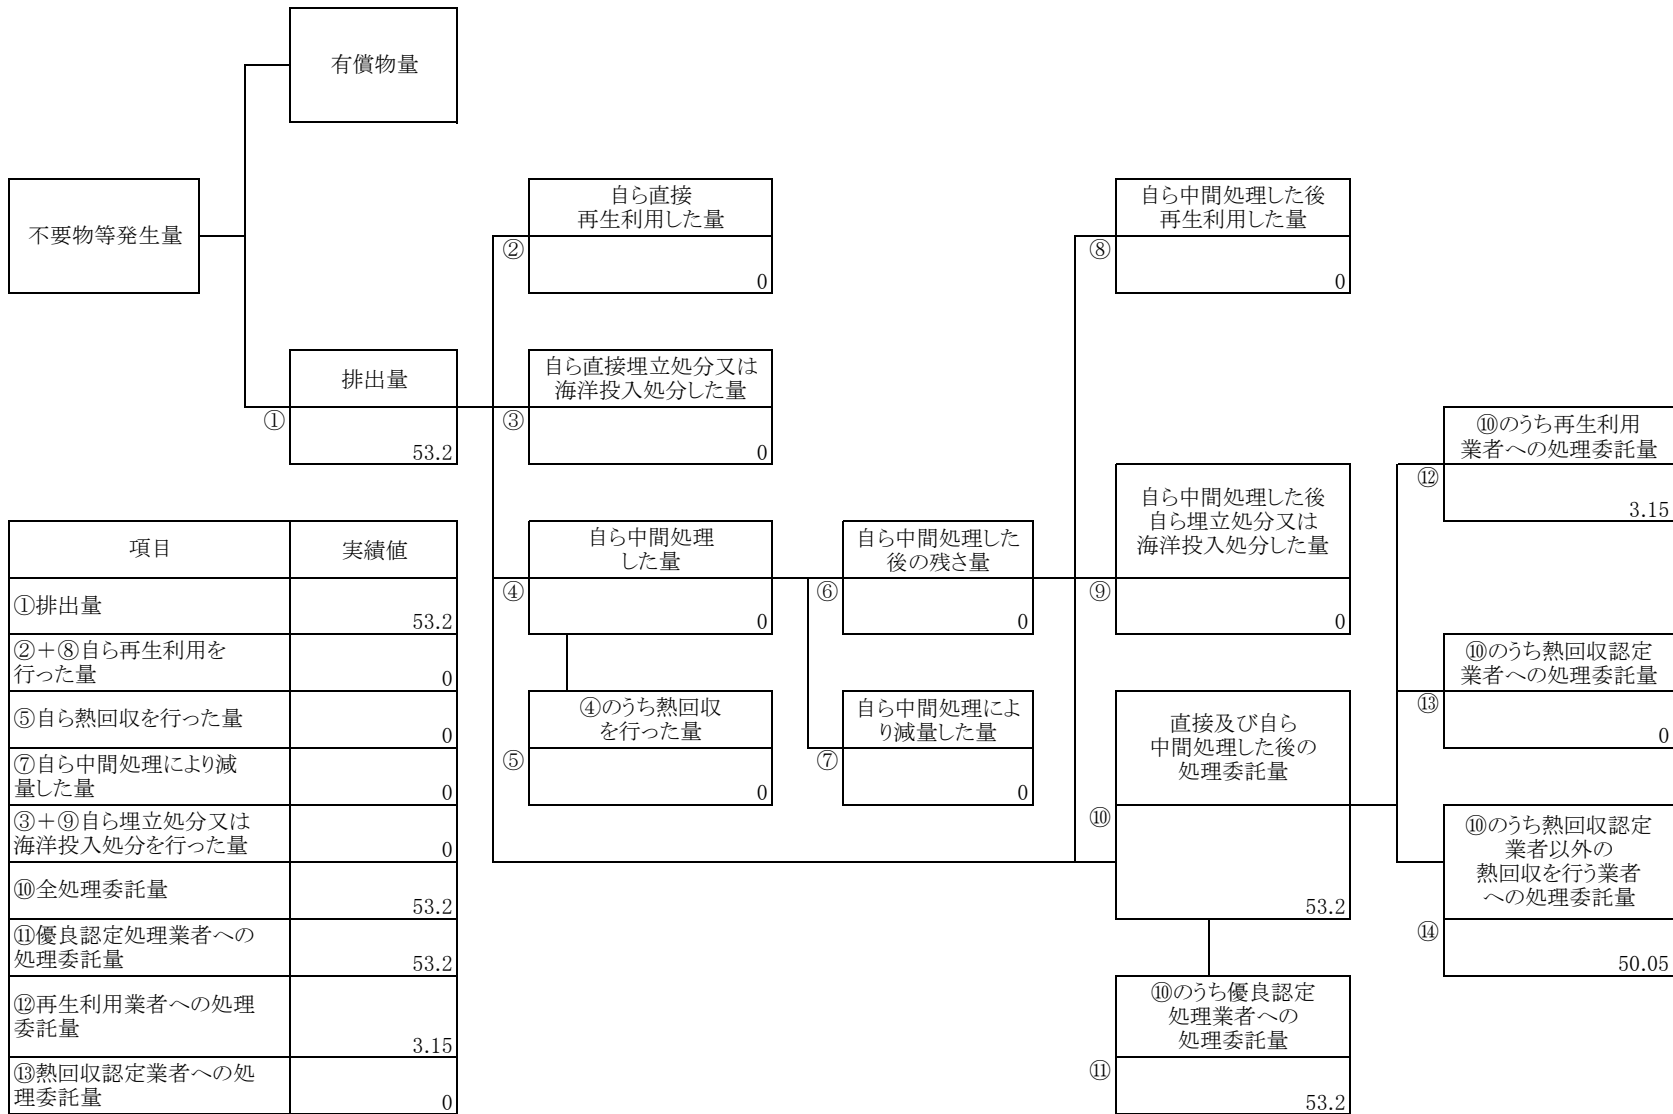 有償物量
不要物等発生量
自ら直接
再生利用した量
②
0
自ら中間処理した後
再生利用した量
⑧
0
排出量
①
53.2
自ら直接埋立処分又は
海洋投入処分した量
③
0
⑩のうち再生利用
業者への処理委託量
⑫
3.15
自ら中間処理
した量
④
0
自ら中間処理した
後の残さ量
⑥
0
自ら中間処理した後
自ら埋立処分又は
海洋投入処分した量
⑨
0
⑩のうち熱回収認定
業者への処理委託量
⑬
0
④のうち熱回収
を行った量
⑤
0
自ら中間処理によ
り減量した量
⑦
0
直接及び自ら
中間処理した後の
処理委託量
⑩
53.2
⑩のうち熱回収認定
業者以外の
熱回収を行う業者
への処理委託量
⑭
50.05
⑩のうち優良認定
処理業者への
処理委託量
⑪
53.2
項目 実績値
①排出量
53.2
②+⑧自ら再生利用を
行った量
0
⑤自ら熱回収を行った量
0
⑦自ら中間処理により減
量した量
0
③+⑨自ら埋立処分又は
海洋投入処分を行った量
0
⑩全処理委託量
53.2
⑪優良認定処理業者への
処理委託量
53.2
⑫再生利用業者への処理
委託量
3.15
⑬熱回収認定業者への処
理委託量
0